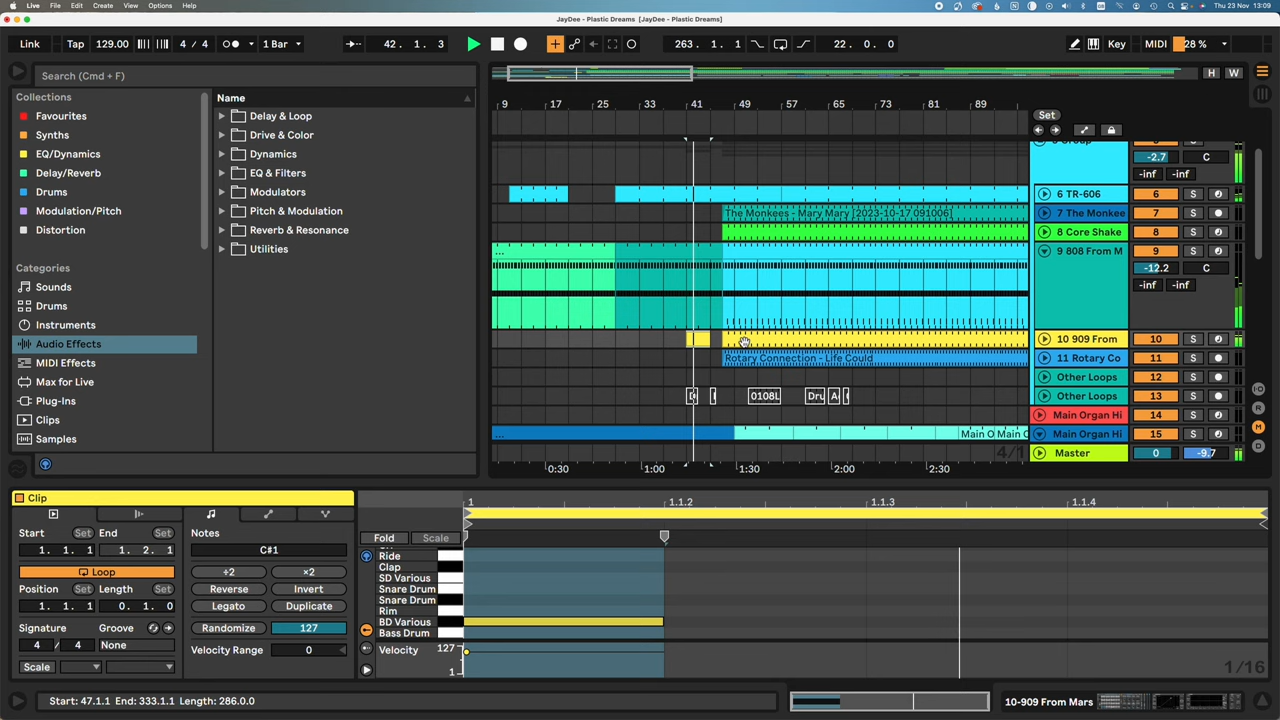 Live File Edit Create View Options Help
Thu 23 Nov 13:09
JayDee - Plastic Dreams [JayDee - Plastic Dreams]
Link Tap 129.00 4 / 4 1 Bar 42. 1. 3 263. 1. 1 22. 0. 0 Key MIDI 28 %
Search (Cmd + F)
H W
Collections
Name
Favourites
Synths
EQ/Dynamics
Delay/Reverb
Drums
Modulation/Pitch
Distortion
Categories
Sounds
Drums
Instruments
Audio Effects
MIDI Effects
Max for Live
Plug-Ins
Clips
Samples
Delay & Loop
Drive & Color
Dynamics
EQ & Filters
Modulators
Pitch & Modulation
Reverb & Resonance
Utilities
9 17 25 33 41 49 57 65 73 81 89
Set
-2.7 C
-inf -inf
6 TR-606 6 S
The Monkees - Mary Mary [2023-10-17 091006]
7 The Monkee 7 S
8 Core Shake 8 S
...
9 808 From M 9 S
-12.2 C
-inf -inf
10 909 From 10 S
Rotary Connection - Life Could
11 Rotary Co 11 S
Other Loops 12 S
0108L Dru
Other Loops 13 S
Main Organ Hi 14 S
... Main O Main O
Main Organ Hi 15 S
4/1
Master 0 -9.7
0:30 1:00 1:30 2:00 2:30
Clip
Start Set End Set
1. 1. 1 1. 2. 1
Loop
Position Set Length Set
1. 1. 1 0. 1. 0
Signature Groove
4 / 4 None
Scale
Notes
C#1
÷2 ×2
Reverse Invert
Legato Duplicate
Randomize 127
Velocity Range 0
1 1.1.2 1.1.3 1.1.4
Fold Scale
Ride
Clap
SD Various
Snare Drum
Snare Drum
Rim
BD Various
Bass Drum
Velocity 127
1
1/16
Start: 47.1.1 End: 333.1.1 Length: 286.0.0
10-909 From Mars